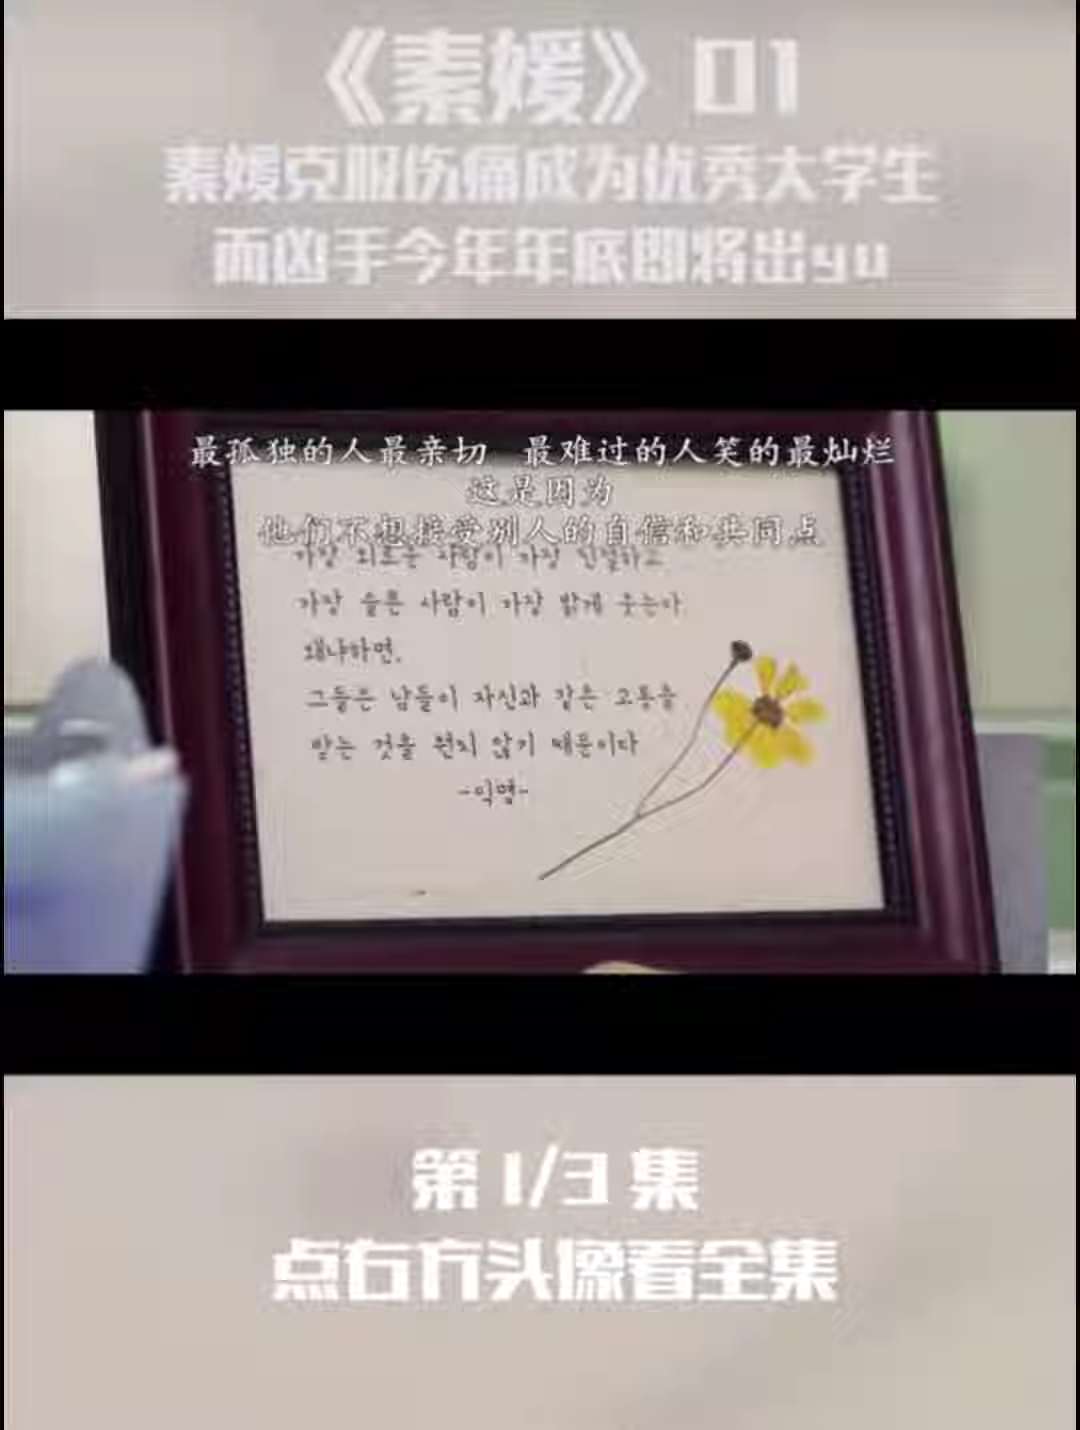 《素媛》01
素媛克服伤痛成为优秀大学生
而凶手今年年底即将出yu
最孤独的人最亲切 最难过的人笑的最灿烂
这是因为
他们不想接受别人的自信和共同点
가장 외로운 사람이 가장 친절하고
가장 슬픈 사람이 가장 밝게 웃는다
왜냐하면,
그들은 남들이 자신과 같은 고통을
받는 것을 원치 않기 때문이다
-익명-
第1/3集
点右方头像看全集